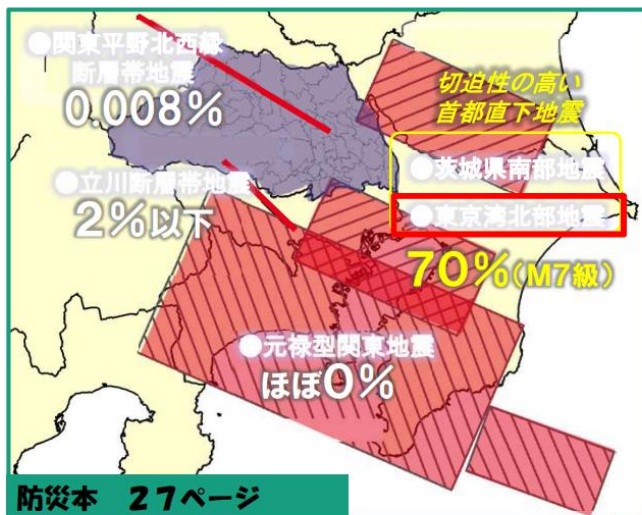 ●関東平野北西縁
断層帯地震
0.008%
切迫性の高い
首都直下地震
●茨城県南部地震
●立川断層帯地震
2%以下
●東京湾北部地震
70%(M7級)
●元禄型関東地震
ほぼ0%
防災本 27ページ